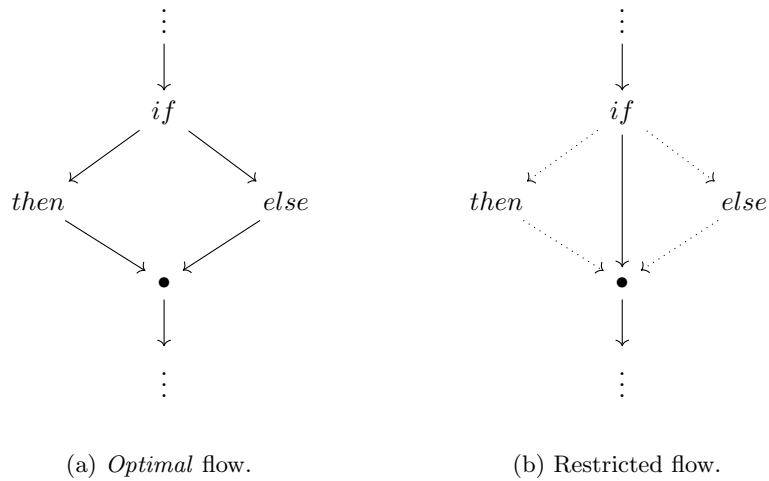 ⋮ ⋮
if if
then else then else
• •
⋮ ⋮
(a) Optimal flow. (b) Restricted flow.